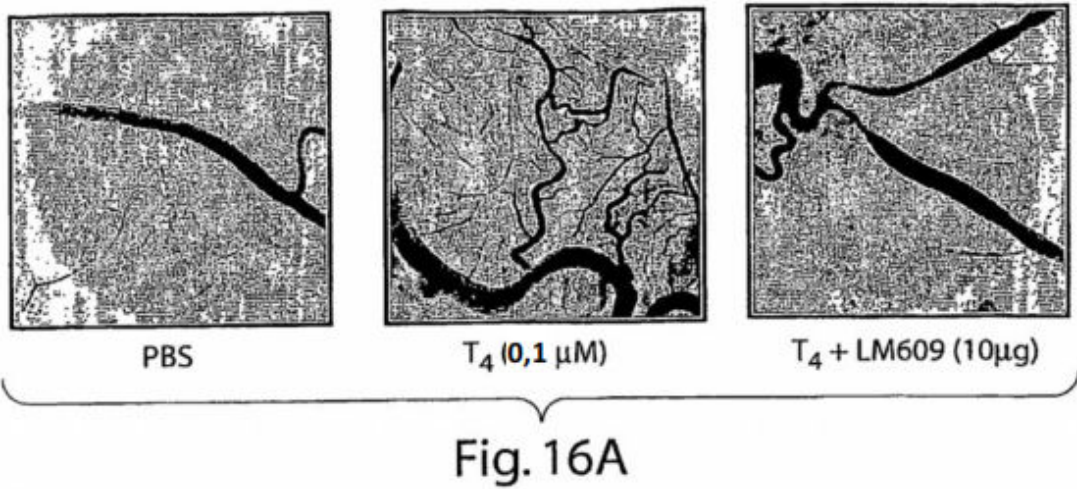 PBS
T₄ (0,1 μM)
T₄ + LM609 (10μg)
Fig. 16A